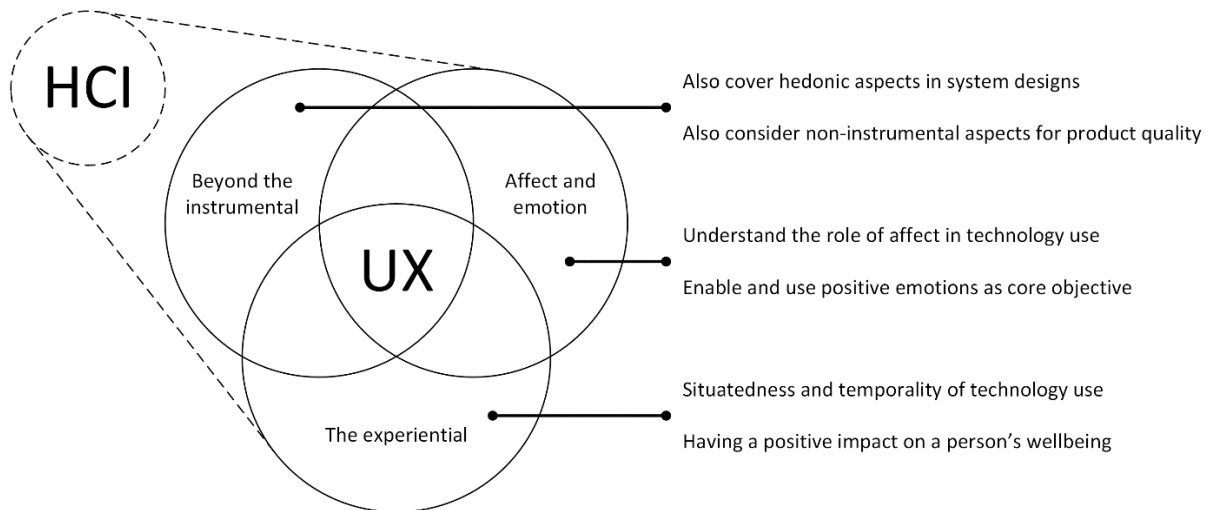 HCI
Also cover hedonic aspects in system designs
Also consider non-instrumental aspects for product quality
Beyond the
instrumental
Affect and
emotion
UX
Understand the role of affect in technology use
Enable and use positive emotions as core objective
The experiential
Situatedness and temporality of technology use
Having a positive impact on a person's wellbeing